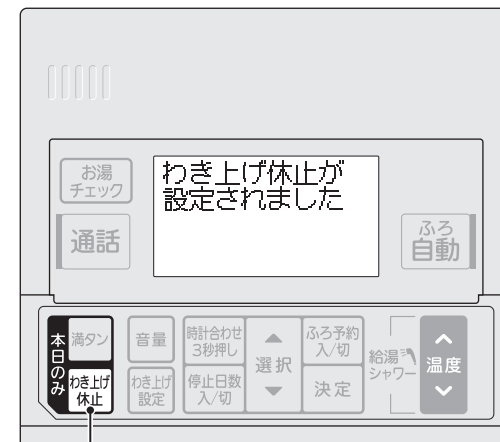 お湯
チェック
わき上げ休止が
設定されました
通話
ふろ
自動
本日のみ
満タン
わき上げ
休止
音量
わき上げ
設定
時計合わせ
3秒押し
停止日数
入/切
選択
ふろ予約
入/切
決定
給湯
シャワー
温度